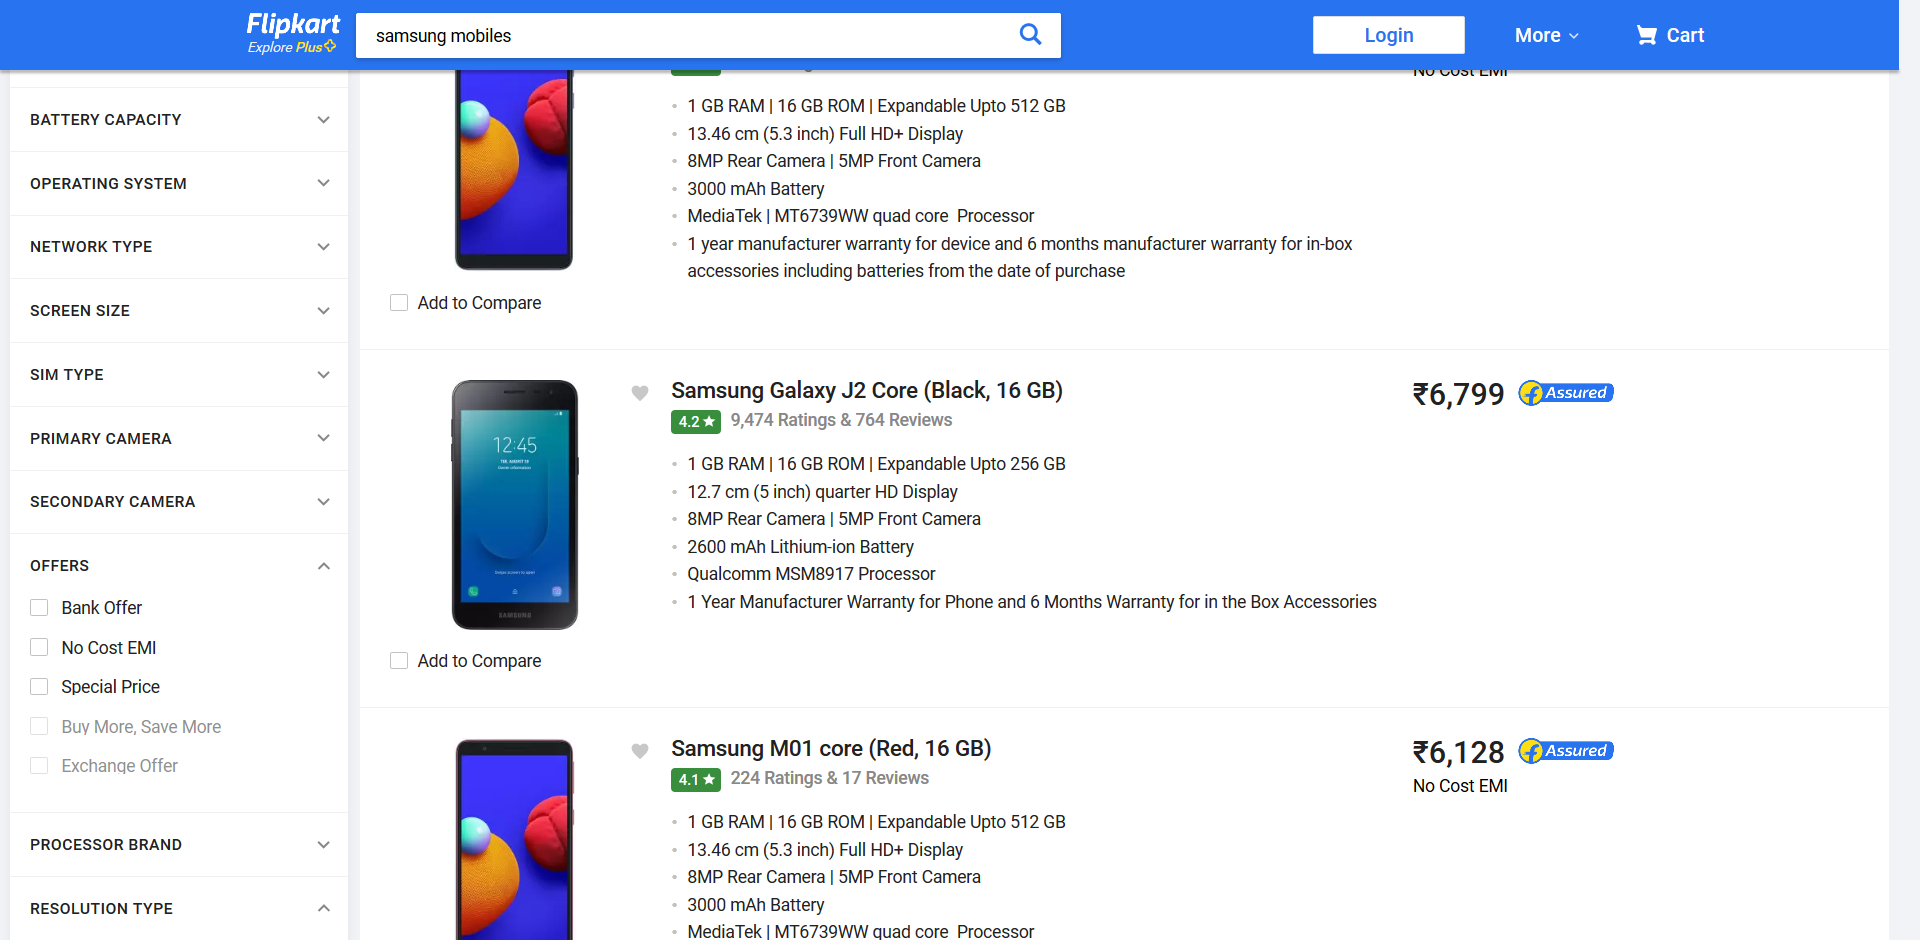 Flipkart
Explore Plus
samsung mobiles
Login
More
Cart
BATTERY CAPACITY
OPERATING SYSTEM
NETWORK TYPE
SCREEN SIZE
SIM TYPE
PRIMARY CAMERA
SECONDARY CAMERA
OFFERS
Bank Offer
No Cost EMI
Special Price
Buy More, Save More
Exchange Offer
PROCESSOR BRAND
RESOLUTION TYPE
No Cost EMI
1 GB RAM | 16 GB ROM | Expandable Upto 512 GB
13.46 cm (5.3 inch) Full HD+ Display
8MP Rear Camera | 5MP Front Camera
3000 mAh Battery
MediaTek | MT6739WW quad core Processor
1 year manufacturer warranty for device and 6 months manufacturer warranty for in-box
accessories including batteries from the date of purchase
Add to Compare
12:45
SAMSUNG
Samsung Galaxy J2 Core (Black, 16 GB)
4.2★ 9,474 Ratings & 764 Reviews
1 GB RAM | 16 GB ROM | Expandable Upto 256 GB
12.7 cm (5 inch) quarter HD Display
8MP Rear Camera | 5MP Front Camera
2600 mAh Lithium-ion Battery
Qualcomm MSM8917 Processor
1 Year Manufacturer Warranty for Phone and 6 Months Warranty for in the Box Accessories
₹6,799
f Assured
Add to Compare
Samsung M01 core (Red, 16 GB)
4.1★ 224 Ratings & 17 Reviews
1 GB RAM | 16 GB ROM | Expandable Upto 512 GB
13.46 cm (5.3 inch) Full HD+ Display
8MP Rear Camera | 5MP Front Camera
3000 mAh Battery
MediaTek | MT6739WW quad core Processor
₹6,128
f Assured
No Cost EMI